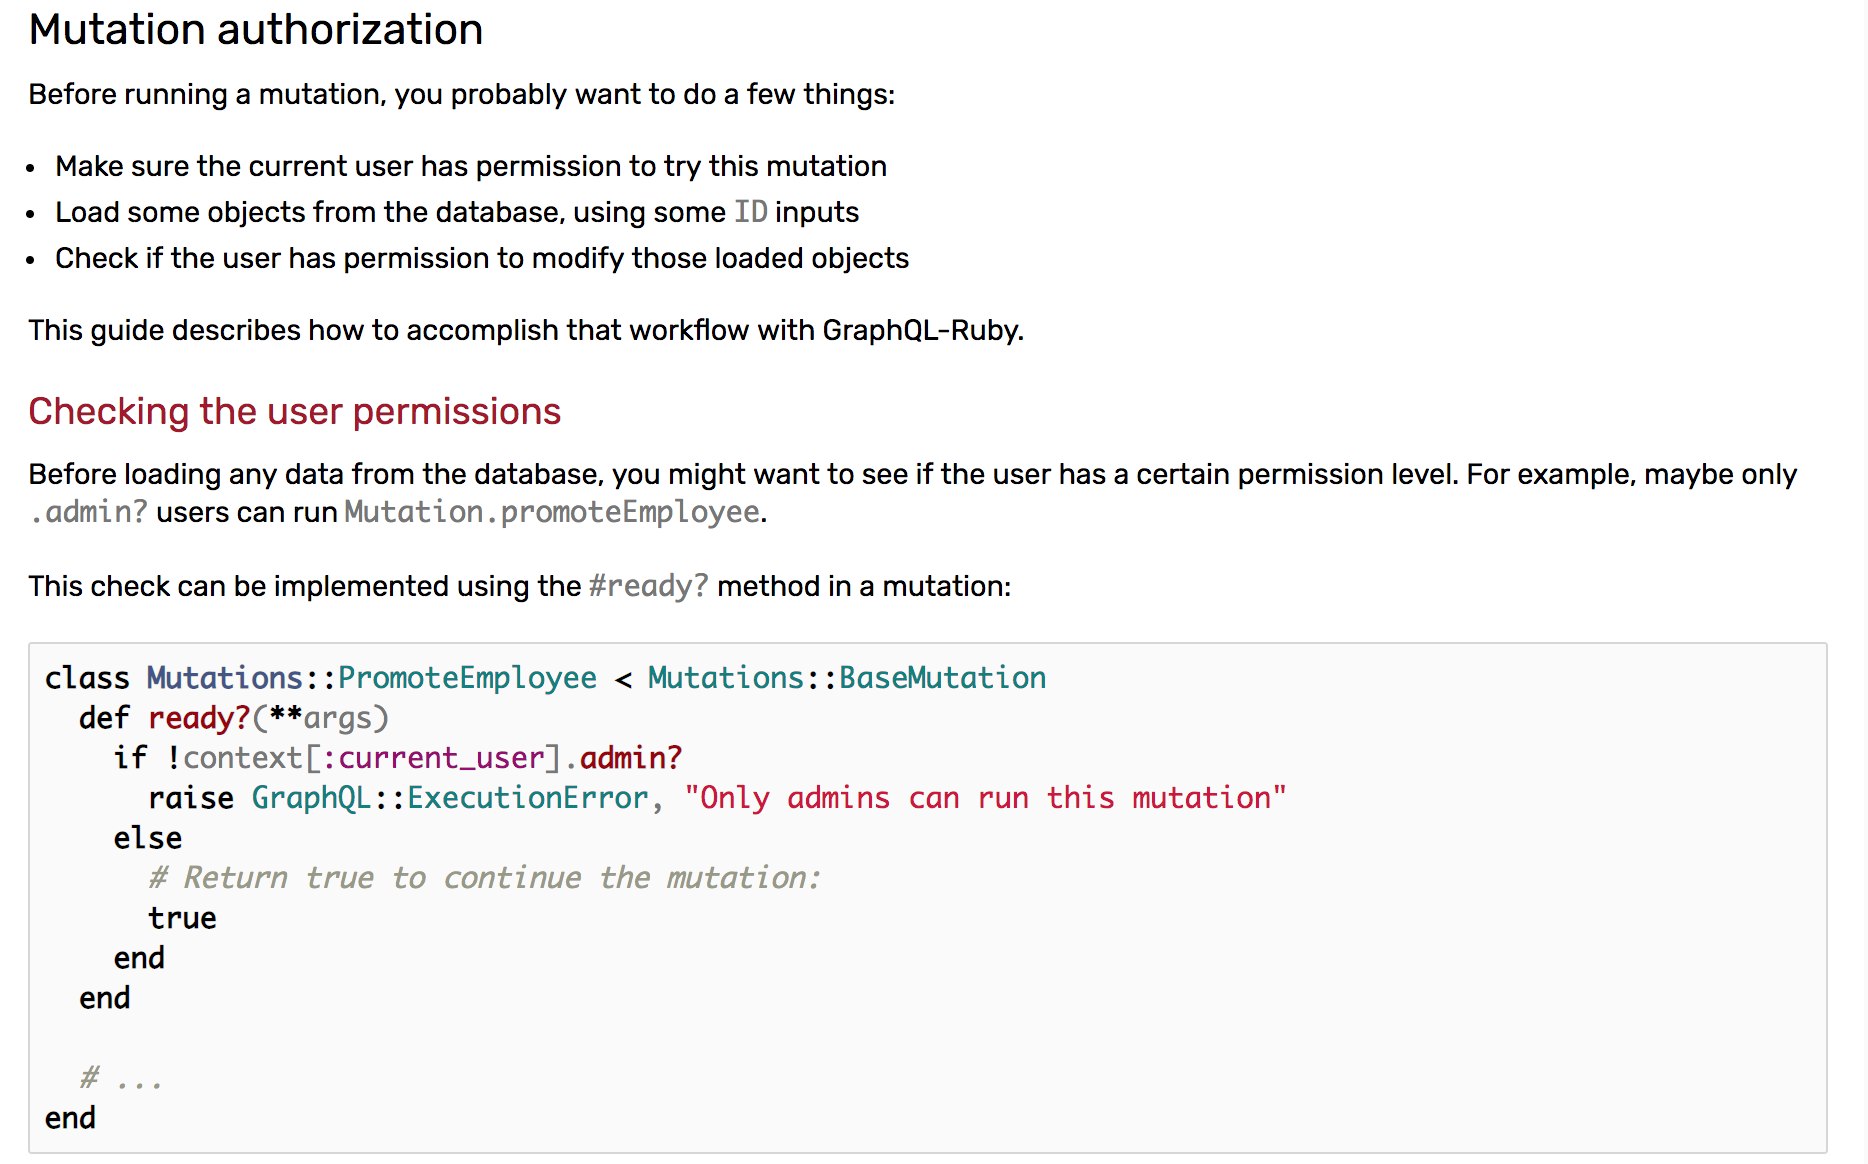 Mutation authorization
Before running a mutation, you probably want to do a few things:
• Make sure the current user has permission to try this mutation
• Load some objects from the database, using some ID inputs
• Check if the user has permission to modify those loaded objects
This guide describes how to accomplish that workflow with GraphQL-Ruby.
Checking the user permissions
Before loading any data from the database, you might want to see if the user has a certain permission level. For example, maybe only
.admin? users can run Mutation.promoteEmployee.
This check can be implemented using the #ready? method in a mutation:
class Mutations::PromoteEmployee < Mutations::BaseMutation
  def ready?(**args)
    if !context[:current_user].admin?
      raise GraphQL::ExecutionError, "Only admins can run this mutation"
    else
      # Return true to continue the mutation:
      true
    end
  end
  # ...
end